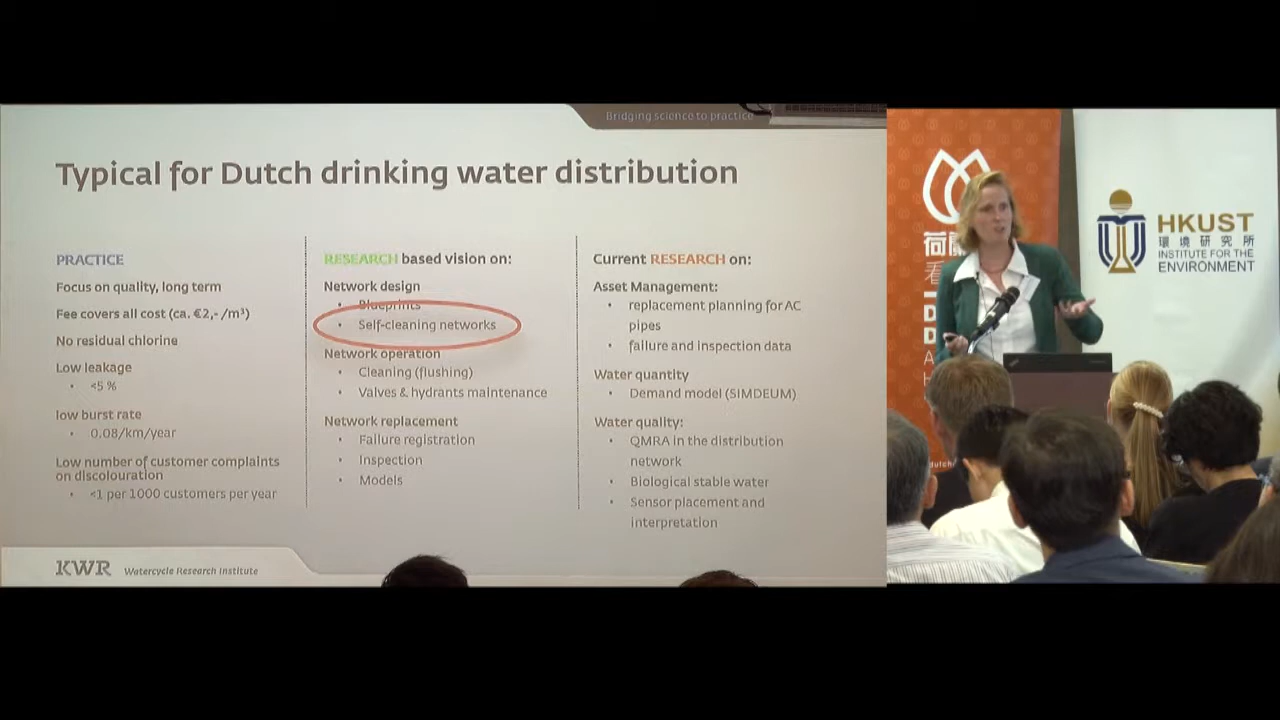 Bridging science to practice
Typical for Dutch drinking water distribution
PRACTICE
Focus on quality, long term
Fee covers all cost (ca. €2,- /m³)
No residual chlorine
Low leakage
• <5 %
low burst rate
• 0.08/km/year
Low number of customer complaints
on discolouration
• <1 per 1000 customers per year
RESEARCH based vision on:
Network design
• Blueprints
• Self-cleaning networks
Network operation
• Cleaning (flushing)
• Valves & hydrants maintenance
Network replacement
• Failure registration
• Inspection
• Models
Current RESEARCH on:
Asset Management:
• replacement planning for AC
pipes
• failure and inspection data
Water quantity
• Demand model (SIMDEUM)
Water quality:
• QMRA in the distribution
network
• Biological stable water
• Sensor placement and
interpretation
KWR Watercycle Research Institute
HKUST
環境研究所
INSTITUTE FOR THE
ENVIRONMENT
荷
看